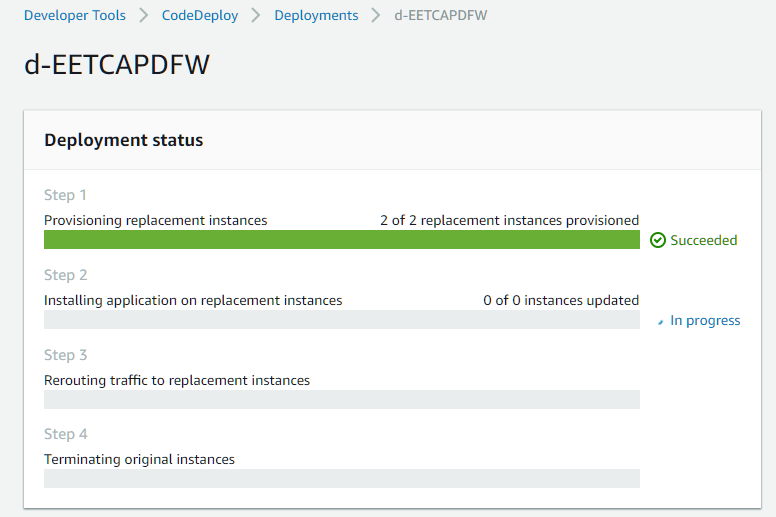 Developer Tools > CodeDeploy > Deployments > d-EETCAPDFW
d-EETCAPDFW
Deployment status
Step 1
Provisioning replacement instances 2 of 2 replacement instances provisioned
Succeeded
Step 2
Installing application on replacement instances 0 of 0 instances updated
In progress
Step 3
Rerouting traffic to replacement instances
Step 4
Terminating original instances